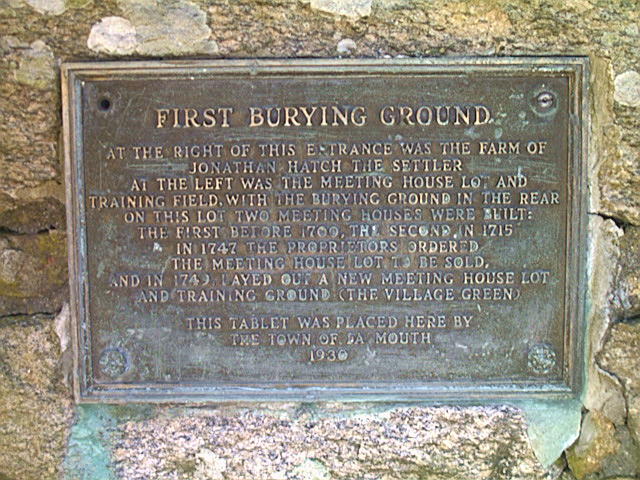 FIRST BURYING GROUND
AT THE RIGHT OF THIS ENTRANCE WAS THE FARM OF
JONATHAN HATCH THE SETTLER
AT THE LEFT WAS THE MEETING HOUSE LOT AND
TRAINING FIELD, WITH THE BURYING GROUND IN THE REAR
ON THIS LOT TWO MEETING HOUSES WERE BUILT:
THE FIRST BEFORE 1700, THE SECOND, IN 1715
IN 1747 THE PROPRIETORS ORDERED
THE MEETING HOUSE LOT TO BE SOLD,
AND IN 1749, LAYED OUT A NEW MEETING HOUSE LOT
AND TRAINING GROUND (THE VILLAGE GREEN)
THIS TABLET WAS PLACED HERE BY
THE TOWN OF FALMOUTH
1930